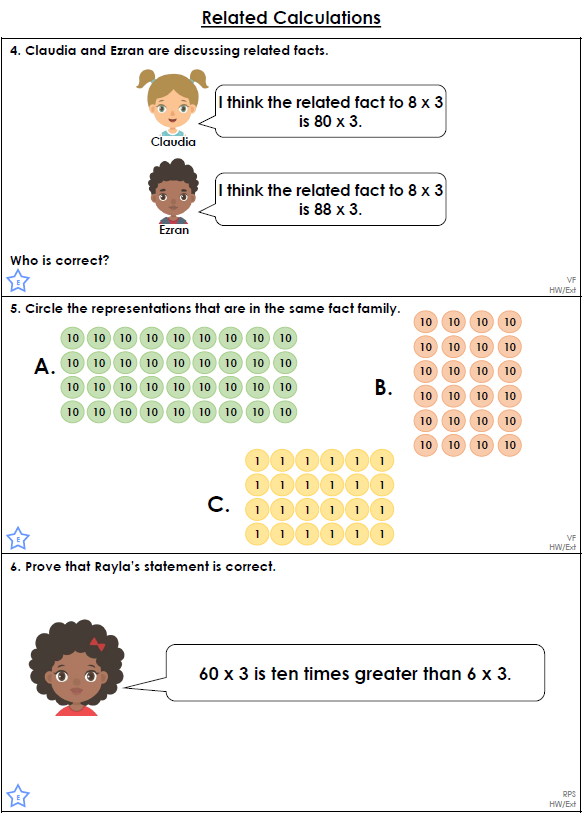 Related Calculations
4. Claudia and Ezran are discussing related facts.
I think the related fact to 8 x 3
is 80 x 3.
Claudia
I think the related fact to 8 x 3
is 88 x 3.
Ezran
Who is correct?
E
VF
HW/Ext
5. Circle the representations that are in the same fact family.
A.
10 10 10 10 10 10 10 10 10
10 10 10 10 10 10 10 10 10
10 10 10 10 10 10 10 10 10
10 10 10 10 10 10 10 10 10
B.
10 10 10 10
10 10 10 10
10 10 10 10
10 10 10 10
10 10 10 10
10 10 10 10
C.
1 1 1 1 1 1
1 1 1 1 1 1
1 1 1 1 1 1
1 1 1 1 1 1
E
VF
HW/Ext
6. Prove that Rayla’s statement is correct.
60 x 3 is ten times greater than 6 x 3.
E
RPS
HW/Ext